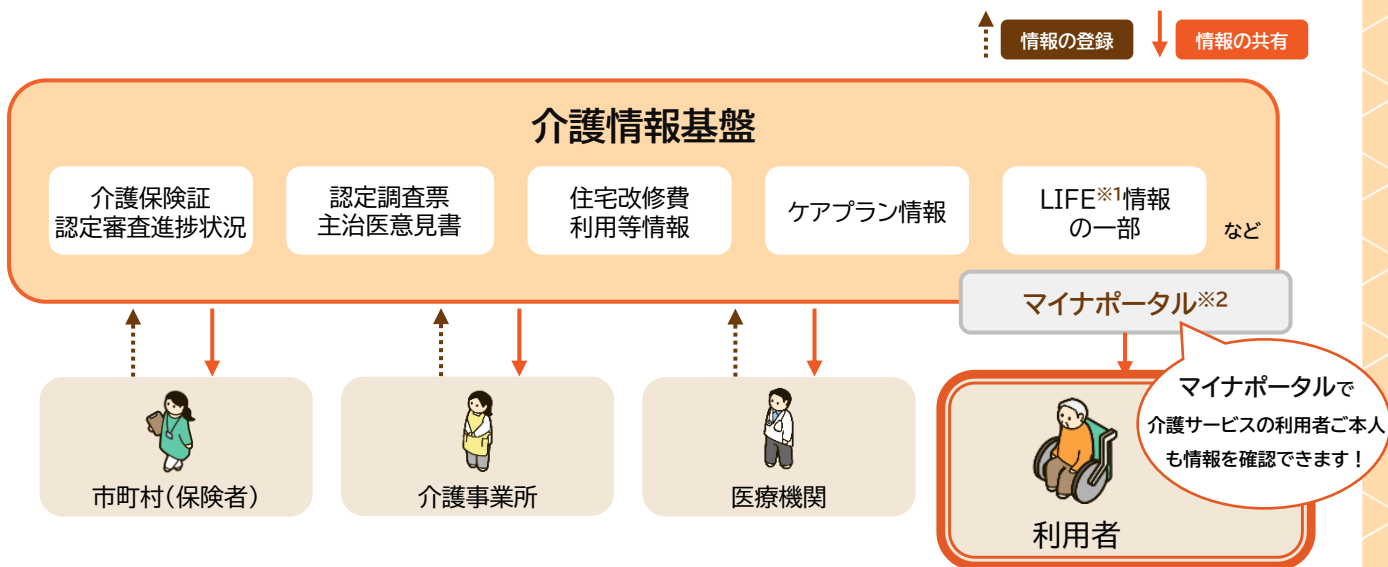 情報の登録
情報の共有
介護情報基盤
介護保険証
認定審査進捗状況
認定調査票
主治医意見書
住宅改修費
利用等情報
ケアプラン情報
LIFE※1情報
の一部
など
マイナポータル※2
マイナポータルで
介護サービスの利用者ご本人
も情報を確認できます！
市町村(保険者)
介護事業所
医療機関
利用者